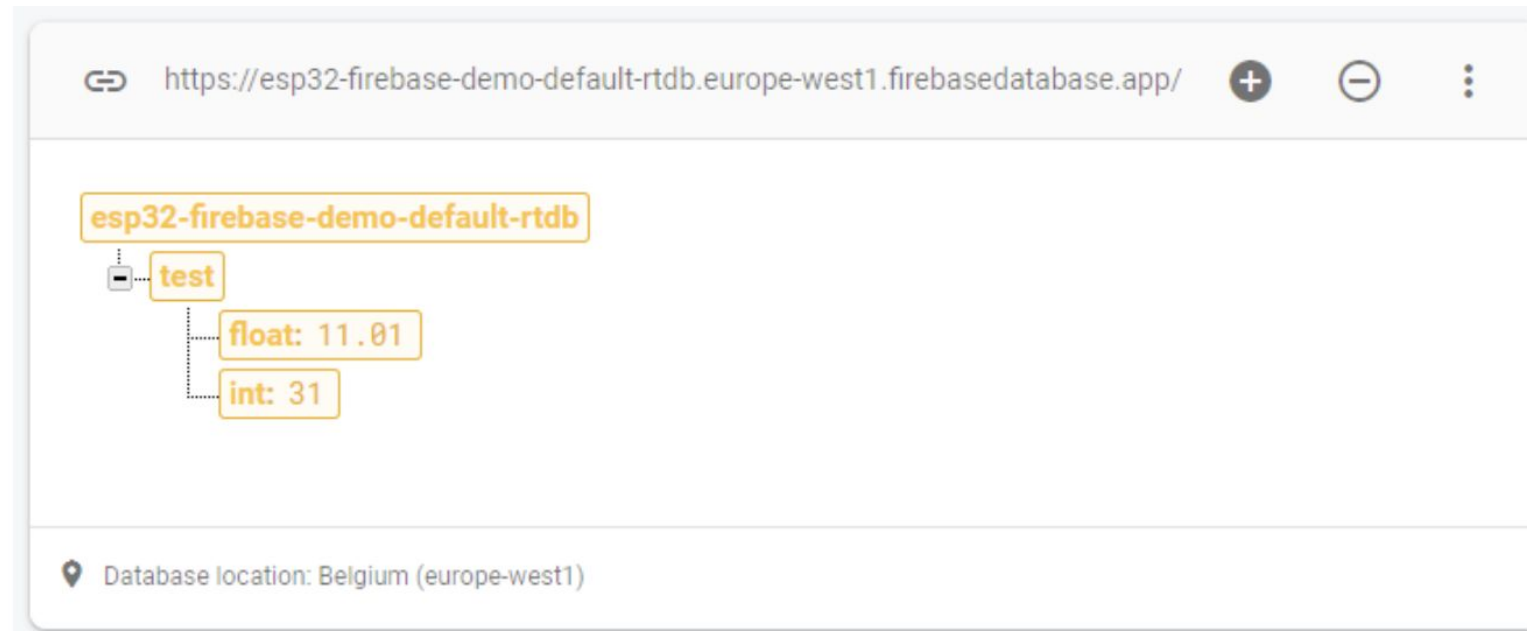 https://esp32-firebase-demo-default-rtdb.europe-west1.firebasedatabase.app/
esp32-firebase-demo-default-rtdb
test
float: 11.01
int: 31
Database location: Belgium (europe-west1)